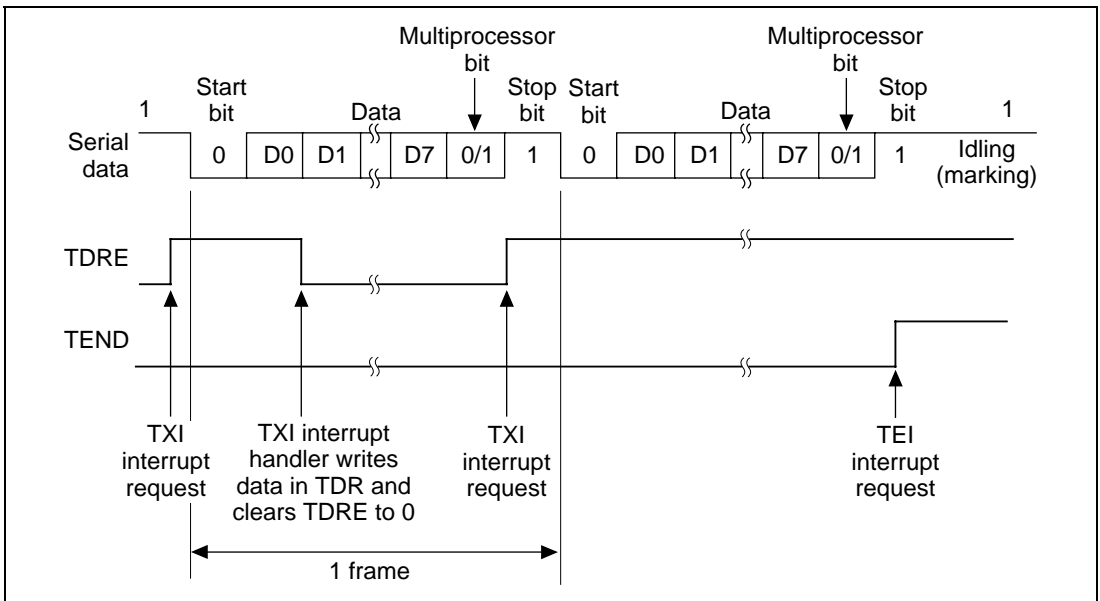 Multiprocessor
bit
Multiprocessor
bit
1
Start
bit
Data
Stop
bit
Start
bit
Data
Stop
bit
1
Serial
data
0 D0 D1 D7 0/1 1 0 D0 D1 D7 0/1 1
Idling
(marking)
TDRE
TEND
TXI
interrupt
request
TXI interrupt
handler writes
data in TDR and
clears TDRE to 0
TXI
interrupt
request
TEI
interrupt
request
1 frame